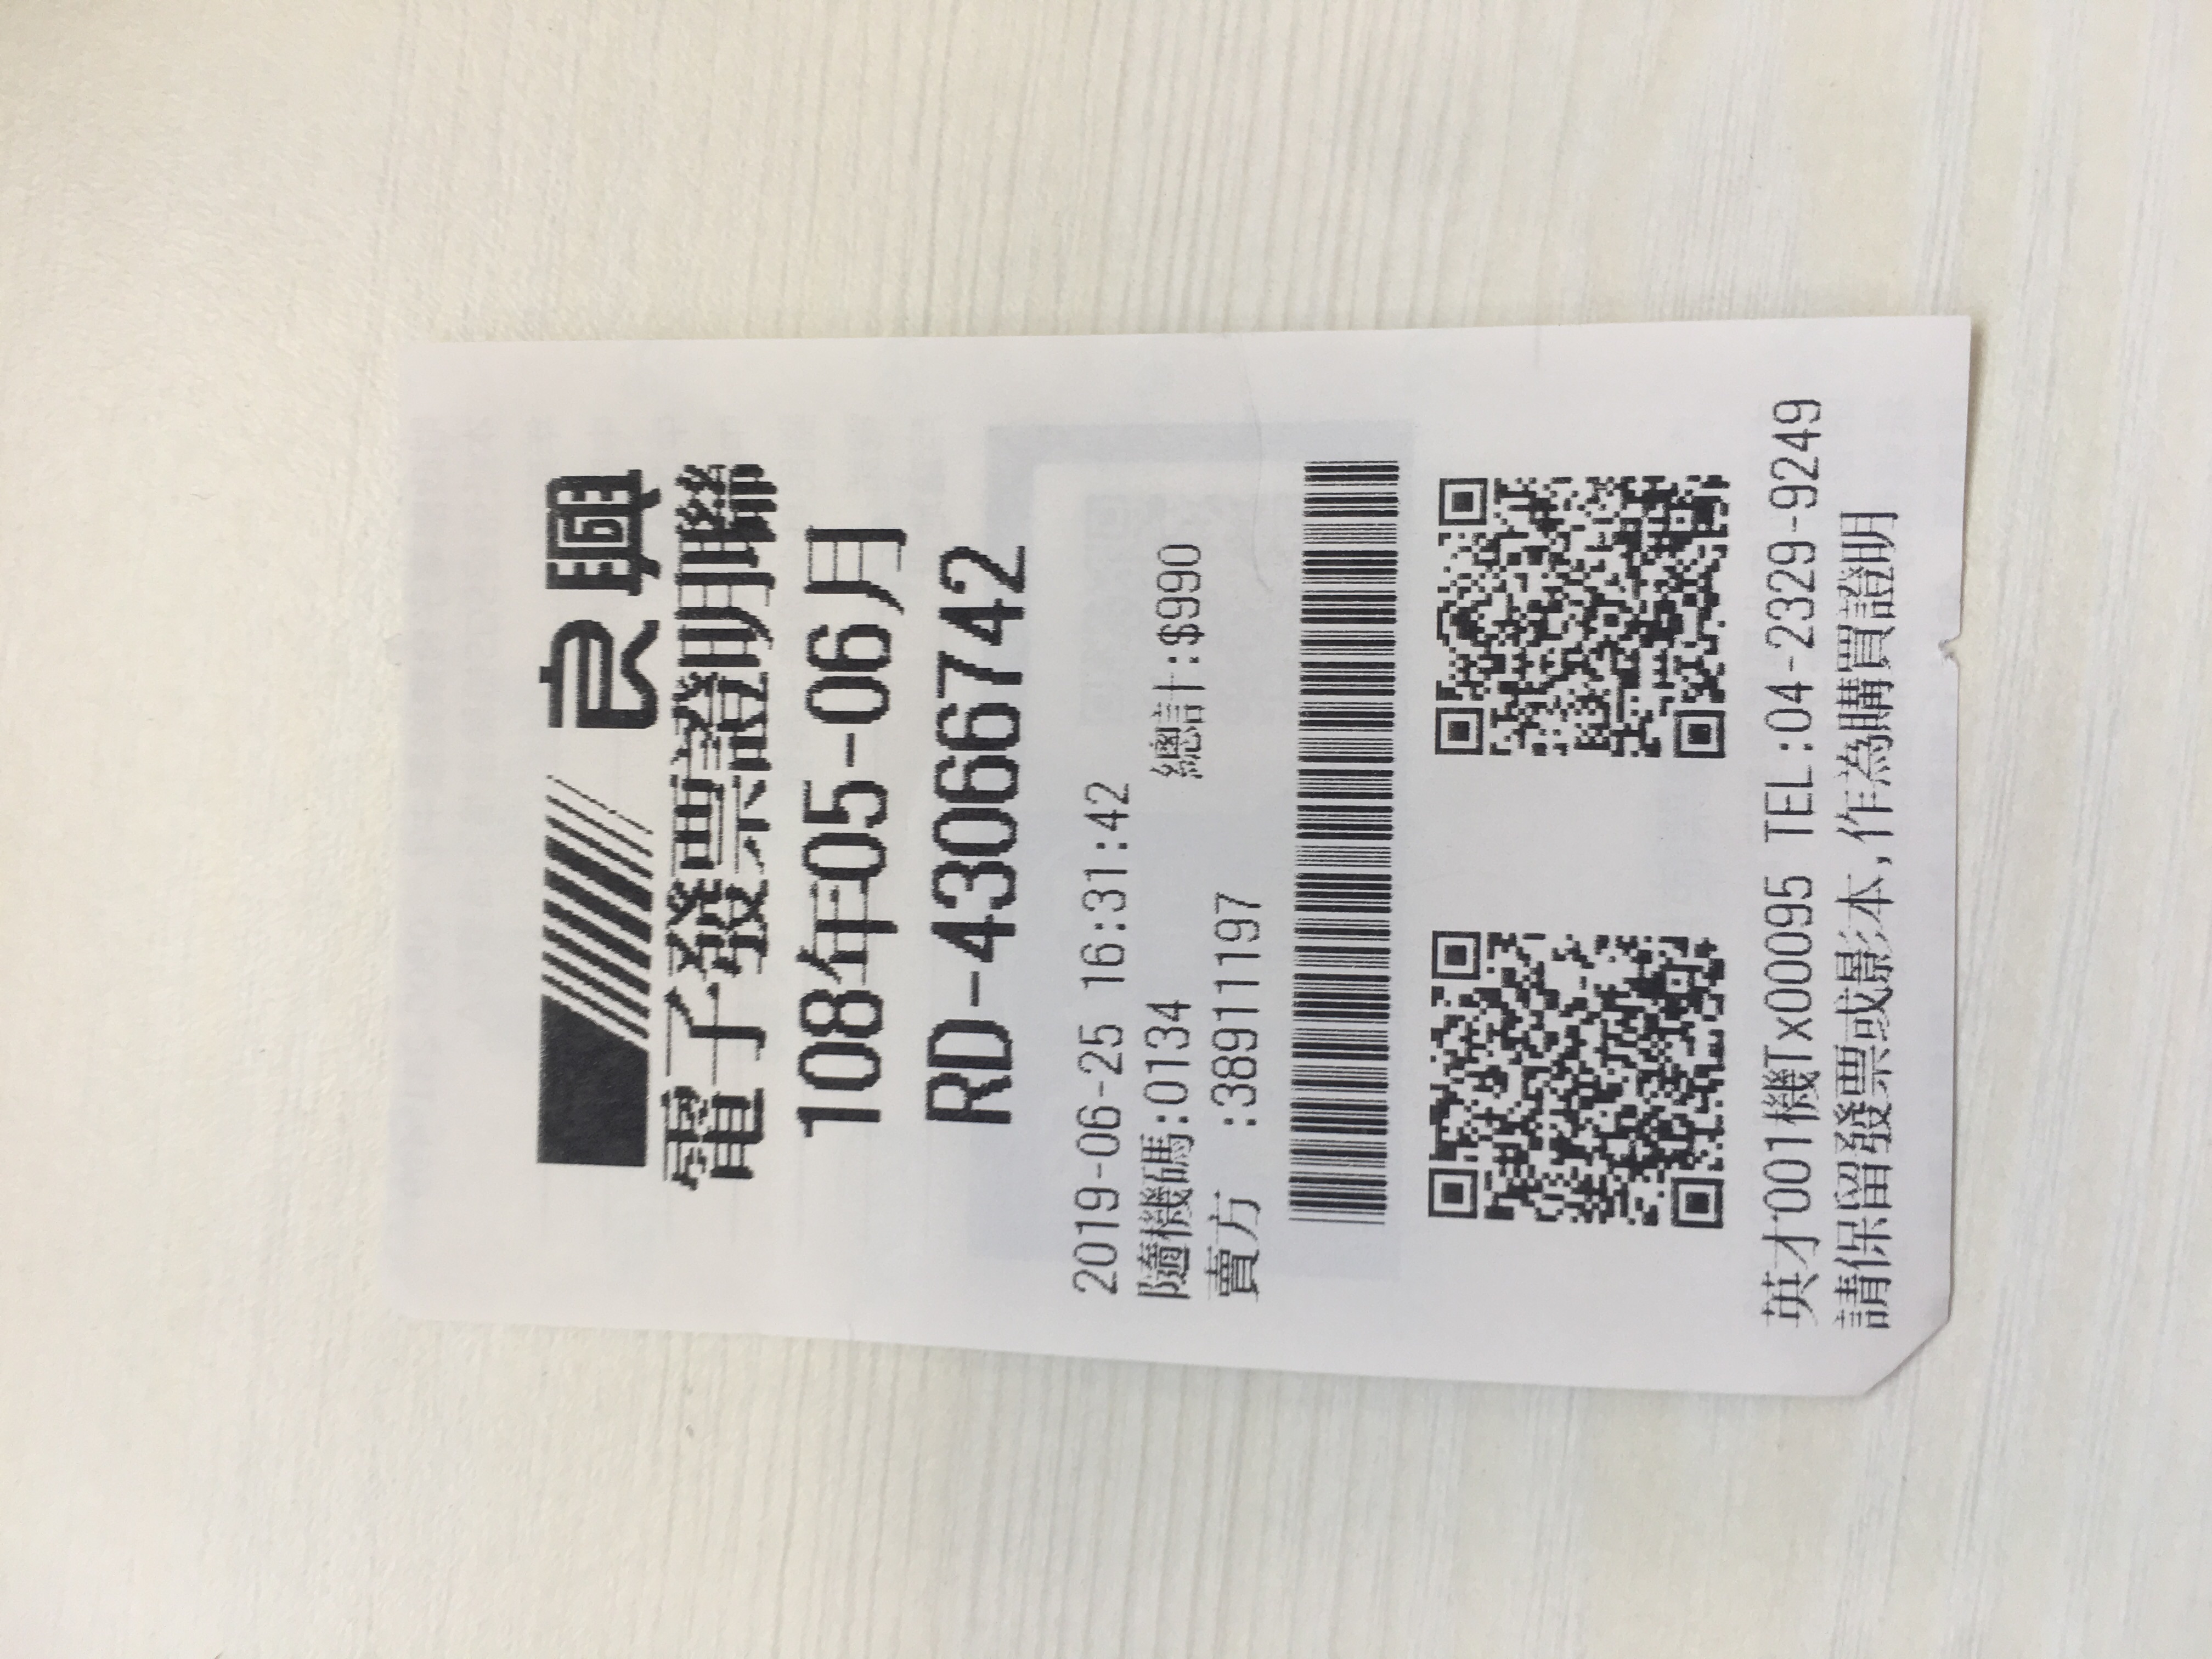 良興
電子發票證明聯
108年05-06月
RD-43066742
2019-06-25 16:31:42
隨機碼:0134 總計:$990
賣方 :38911197
英才001機Tx00095 TEL:04-2329-9249
請保留發票或影本,作為購買證明